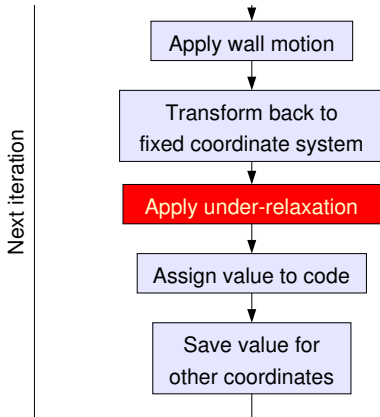 Next iteration
Apply wall motion
Transform back to
fixed coordinate system
Apply under-relaxation
Assign value to code
Save value for
other coordinates